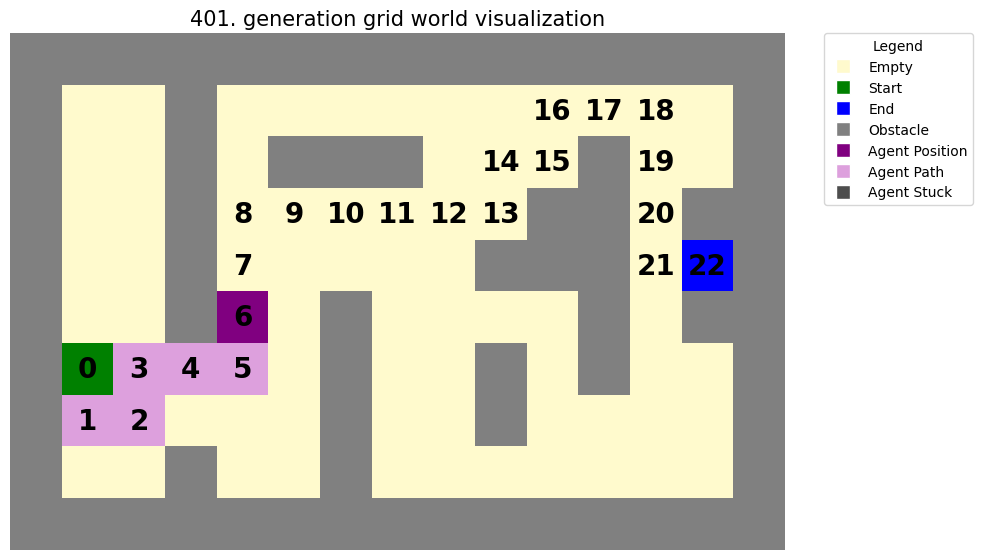 401. generation grid world visualization
Legend
Empty
Start
End
Obstacle
Agent Position
Agent Path
Agent Stuck
16 17 18
14 15 19
8 9 10 11 12 13 20
7 21 22
6
0 3 4 5
1 2